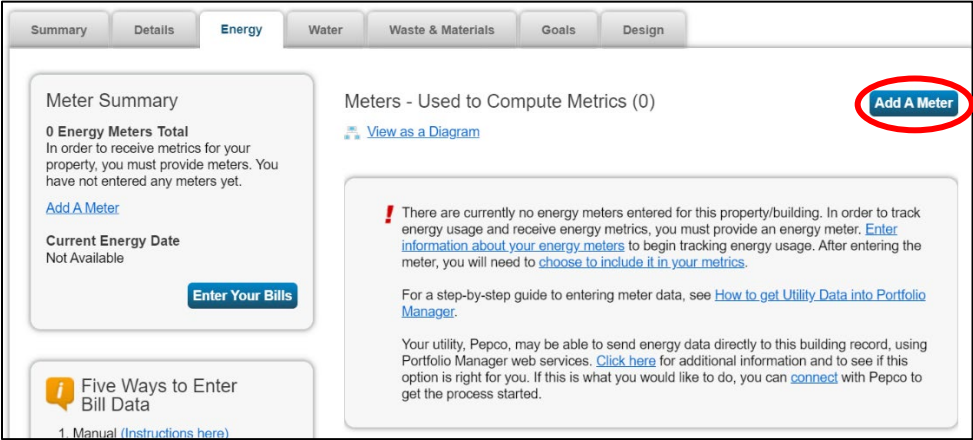 Summary
Details
Energy
Water
Waste & Materials
Goals
Design
Meter Summary
0 Energy Meters Total
In order to receive metrics for your
property, you must provide meters. You
have not entered any meters yet.
Add A Meter
Current Energy Date
Not Available
Enter Your Bills
Five Ways to Enter
Bill Data
1. Manual (Instructions here)
Meters - Used to Compute Metrics (0)
Add A Meter
View as a Diagram
There are currently no energy meters entered for this property/building. In order to track
energy usage and receive energy metrics, you must provide an energy meter. Enter
information about your energy meters to begin tracking energy usage. After entering the
meter, you will need to choose to include it in your metrics.
For a step-by-step guide to entering meter data, see How to get Utility Data into Portfolio
Manager.
Your utility, Pepco, may be able to send energy data directly to this building record, using
Portfolio Manager web services. Click here for additional information and to see if this
option is right for you. If this is what you would like to do, you can connect with Pepco to
get the process started.